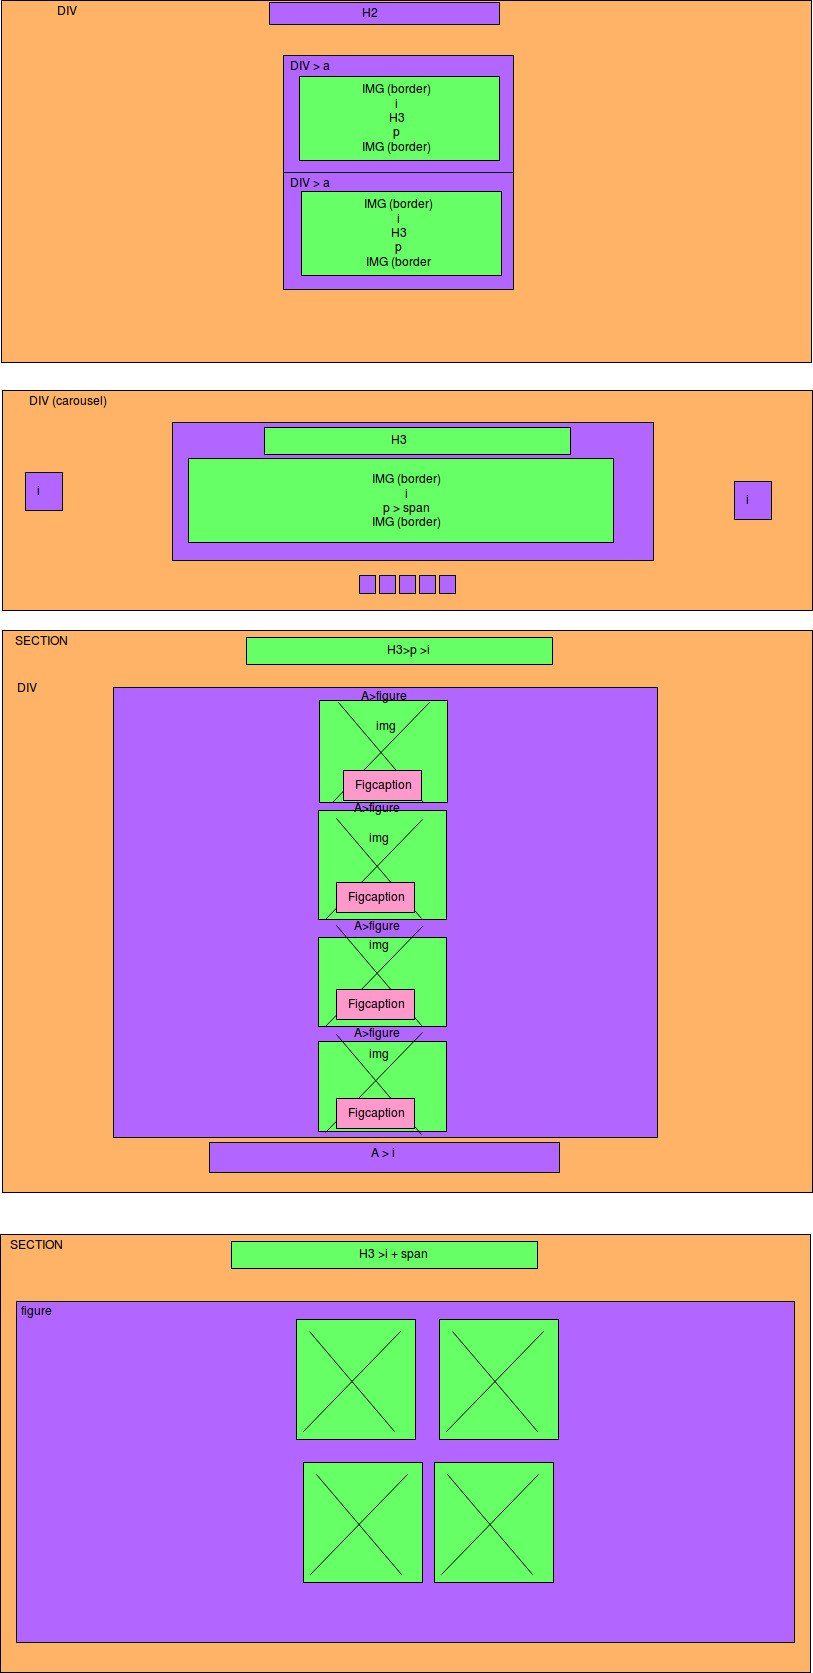 DIV
H2
DIV > a
IMG (border)
i
H3
p
IMG (border)
DIV > a
IMG (border)
i
H3
p
IMG (border
DIV (carousel)
H3
IMG (border)
i
p > span
IMG (border)
i
i
SECTION
H3>p >i
DIV
A>figure
img
Figcaption
A>figure
img
Figcaption
A>figure
img
Figcaption
A>figure
img
Figcaption
A > i
SECTION
H3 >i + span
figure